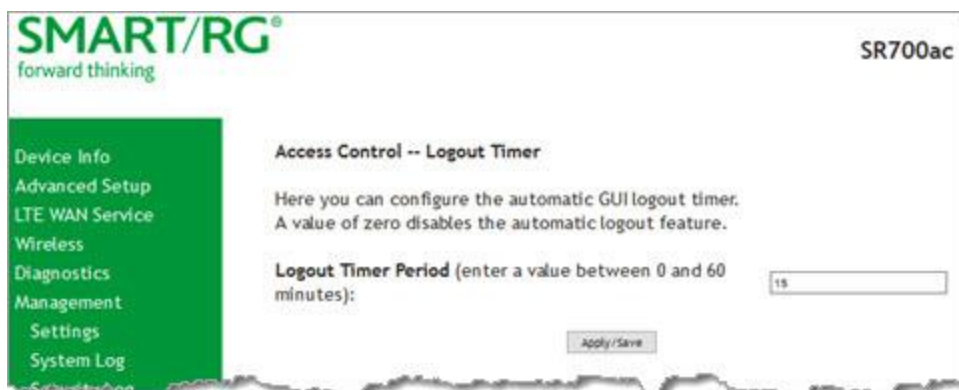 SMART/RG®
forward thinking
SR700ac
Device Info
Advanced Setup
LTE WAN Service
Wireless
Diagnostics
Management
Settings
System Log
Access Control -- Logout Timer
Here you can configure the automatic GUI logout timer.
A value of zero disables the automatic logout feature.
Logout Timer Period (enter a value between 0 and 60
minutes):
15
Apply/Save